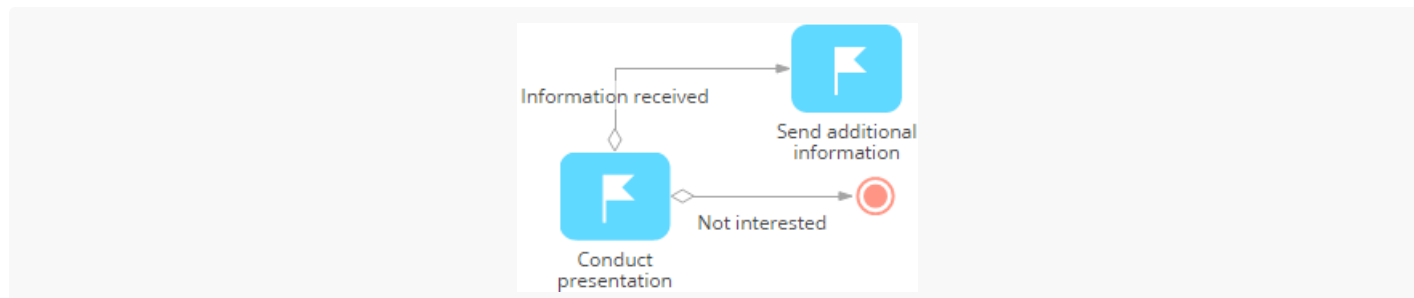 Information received
Send additional
information
Not interested
Conduct
presentation